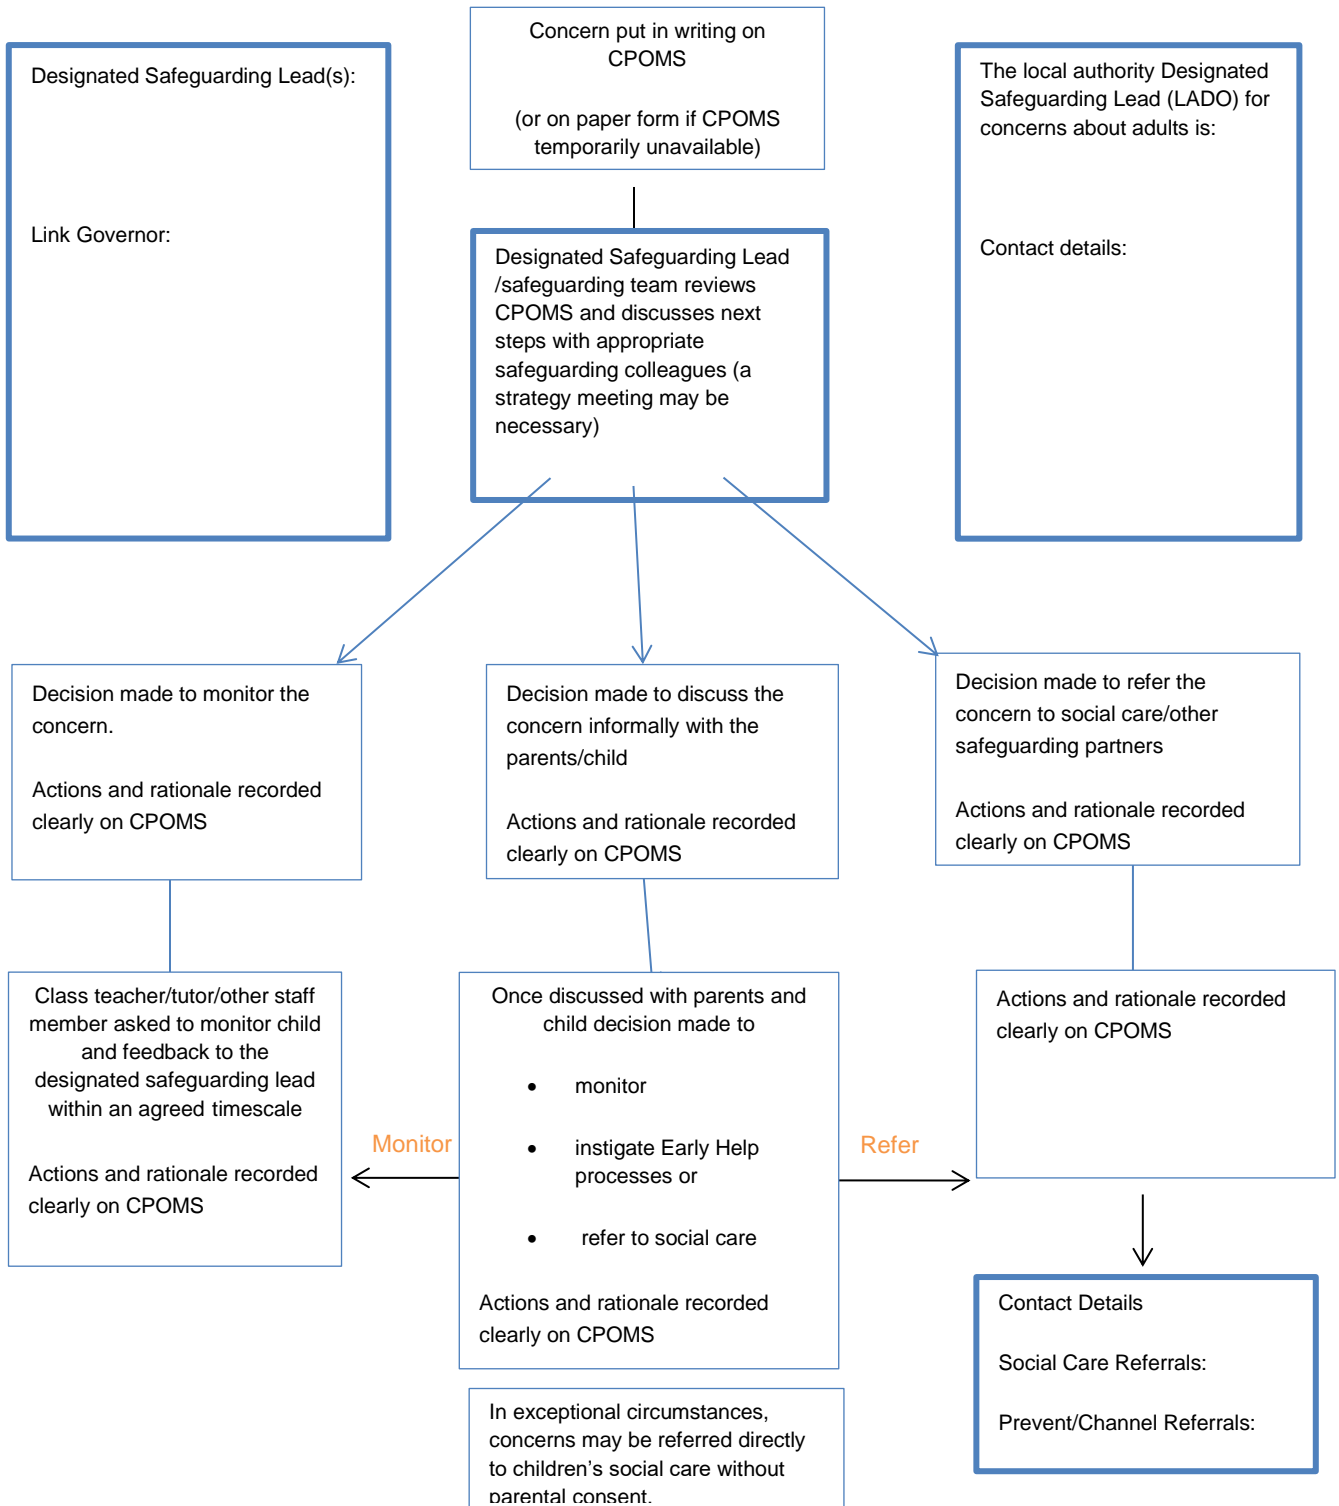 Concern put in writing on
CPOMS
(or on paper form if CPOMS
temporarily unavailable)
Designated Safeguarding Lead(s):
Link Governor:
The local authority Designated
Safeguarding Lead (LADO) for
concerns about adults is:
Contact details:
Designated Safeguarding Lead
/safeguarding team reviews
CPOMS and discusses next
steps with appropriate
safeguarding colleagues (a
strategy meeting may be
necessary)
Decision made to monitor the
concern.
Actions and rationale recorded
clearly on CPOMS
Decision made to discuss the
concern informally with the
parents/child
Actions and rationale recorded
clearly on CPOMS
Decision made to refer the
concern to social care/other
safeguarding partners
Actions and rationale recorded
clearly on CPOMS
Class teacher/tutor/other staff
member asked to monitor child
and feedback to the
designated safeguarding lead
within an agreed timescale
Actions and rationale recorded
clearly on CPOMS
Monitor
Once discussed with parents and
child decision made to
• monitor
• instigate Early Help
processes or
• refer to social care
Actions and rationale recorded
clearly on CPOMS
Refer
Actions and rationale recorded
clearly on CPOMS
Contact Details
Social Care Referrals:
Prevent/Channel Referrals:
In exceptional circumstances,
concerns may be referred directly
to children’s social care without
parental consent.